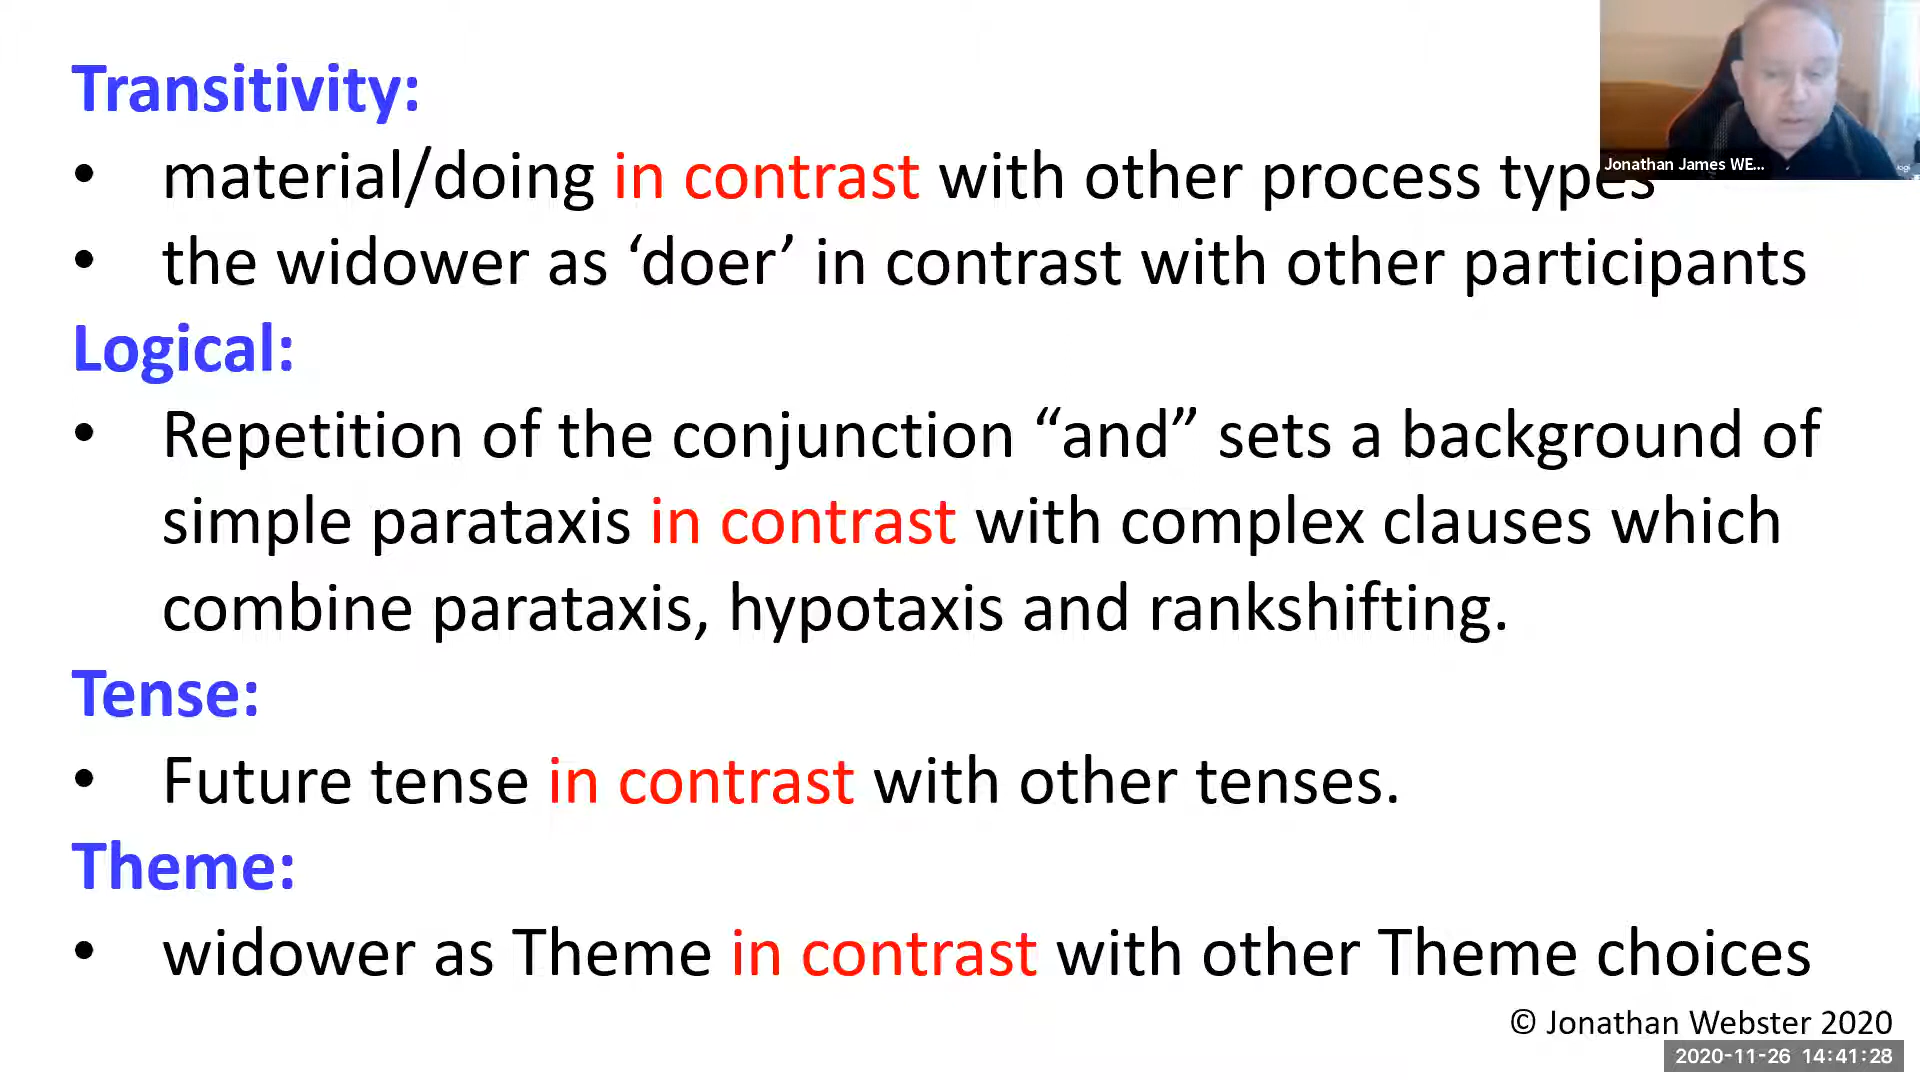 Transitivity:
• material/doing in contrast with other process types
• the widower as ‘doer’ in contrast with other participants
Logical:
• Repetition of the conjunction “and” sets a background of
simple parataxis in contrast with complex clauses which
combine parataxis, hypotaxis and rankshifting.
Tense:
• Future tense in contrast with other tenses.
Theme:
• widower as Theme in contrast with other Theme choices
© Jonathan Webster 2020
2020-11-26 14:41:28
Jonathan James WE...
logi